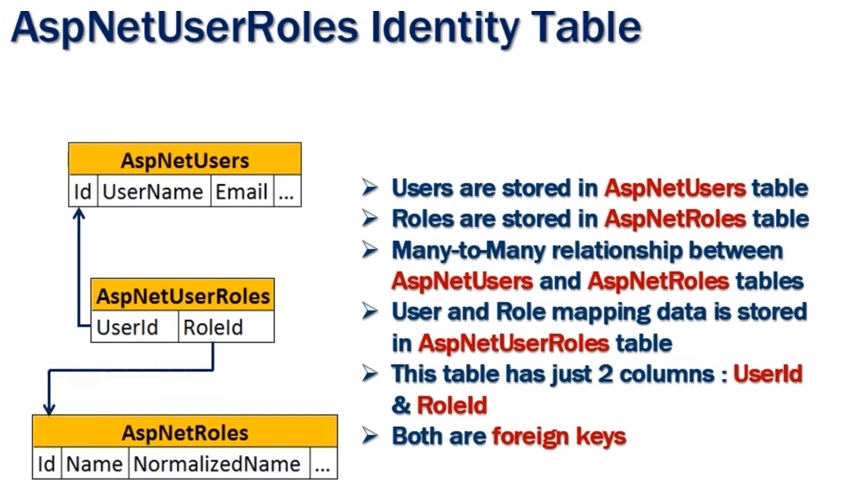 AspNetUserRoles Identity Table
AspNetUsers
Id UserName Email ...
AspNetUserRoles
UserId RoleId
AspNetRoles
Id Name NormalizedName ...
Users are stored in AspNetUsers table
Roles are stored in AspNetRoles table
Many-to-Many relationship between
AspNetUsers and AspNetRoles tables
User and Role mapping data is stored
in AspNetUserRoles table
This table has just 2 columns : UserId
& RoleId
Both are foreign keys